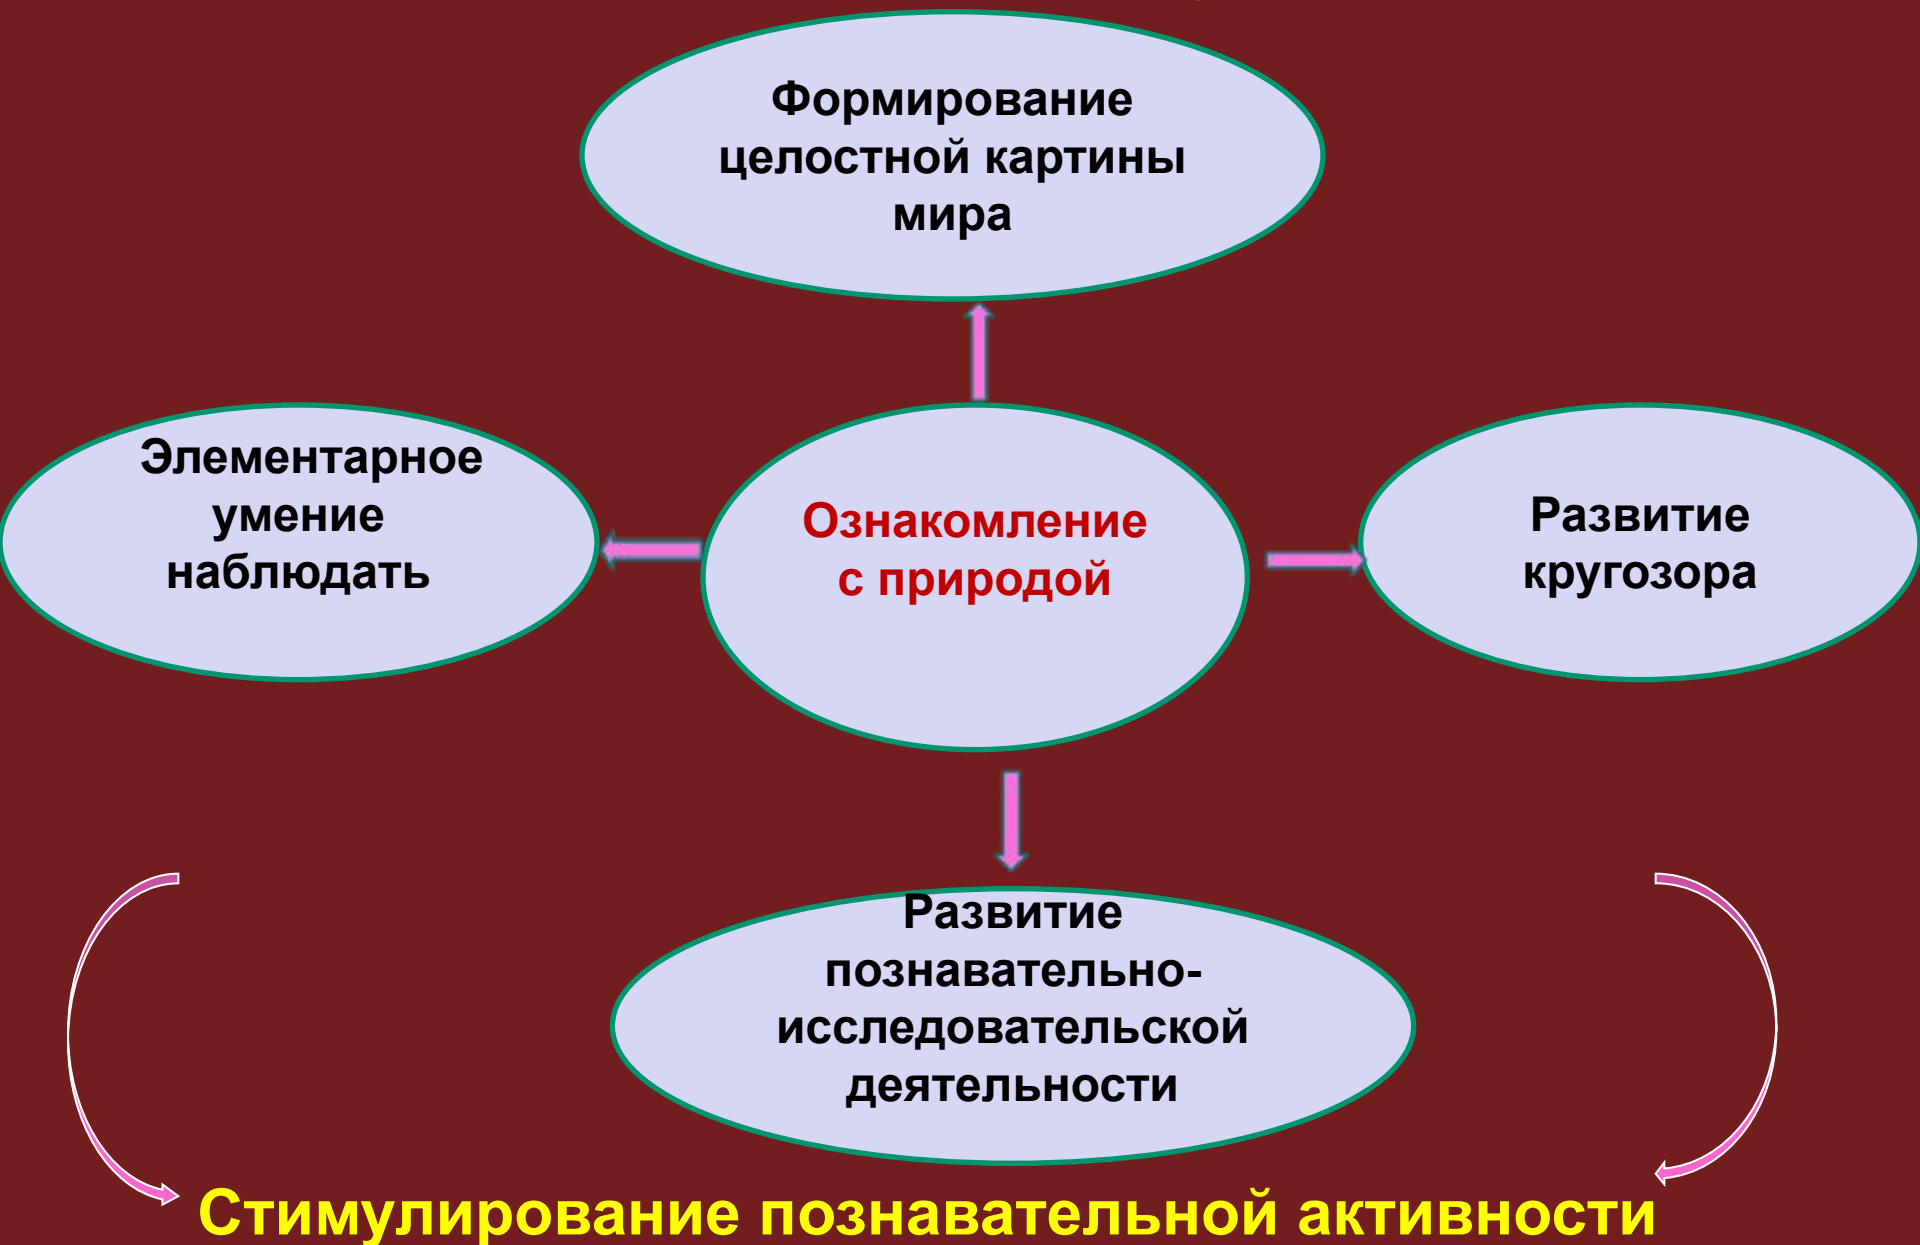 Формирование
целостной картины
мира
Элементарное
умение
наблюдать
Ознакомление
с природой
Развитие
кругозора
Развитие
познавательно-
исследовательской
деятельности
Стимулирование познавательной активности